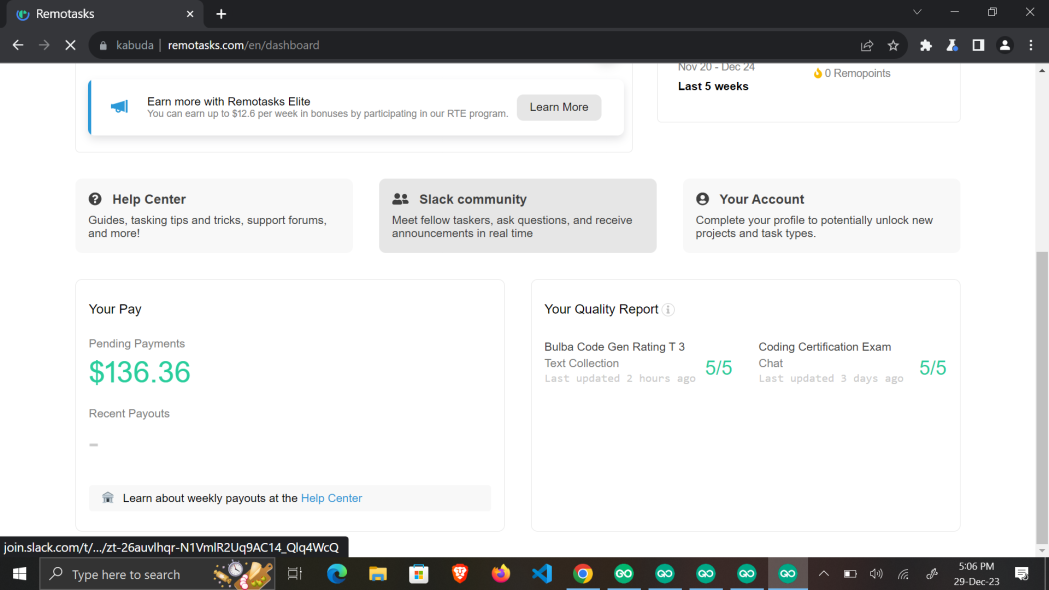 Remotasks
kabuda | remotasks.com/en/dashboard
Nov 20 - Dec 24
Last 5 weeks
0 Remopoints
Earn more with Remotasks Elite
You can earn up to $12.6 per week in bonuses by participating in our RTE program.
Learn More
Help Center
Guides, tasking tips and tricks, support forums,
and more!
Slack community
Meet fellow taskers, ask questions, and receive
announcements in real time
Your Account
Complete your profile to potentially unlock new
projects and task types.
Your Pay
Pending Payments
$136.36
Recent Payouts
–
Learn about weekly payouts at the Help Center
Your Quality Report
Bulba Code Gen Rating T 3
Text Collection
Last updated 2 hours ago
5/5
Coding Certification Exam
Chat
Last updated 3 days ago
5/5
join.slack.com/t/.../zt-26auvlhqr-N1VmlR2Uq9AC14_Qlq4WcQ
Type here to search
5:06 PM
29-Dec-23